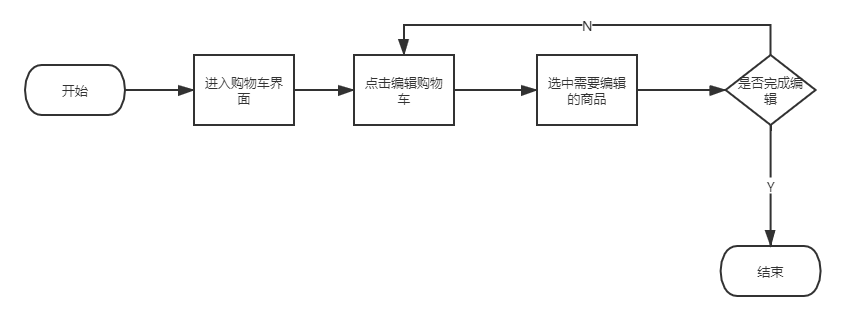 N
开始
进入购物车界
面
点击编辑购物
车
选中需要编辑
的商品
是否完成编
辑
Y
结束